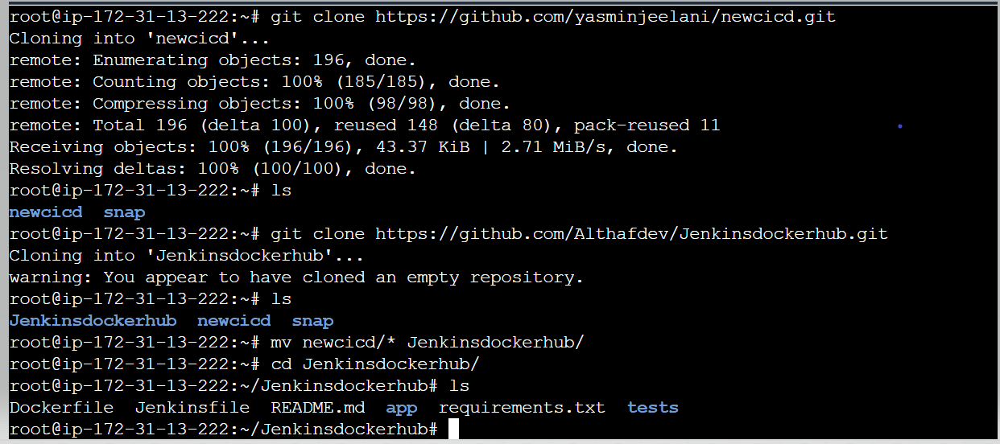 root@ip-172-31-13-222:~# git clone https://github.com/yasminjeelani/newcicd.git
Cloning into 'newcicd'...
remote: Enumerating objects: 196, done.
remote: Counting objects: 100% (185/185), done.
remote: Compressing objects: 100% (98/98), done.
remote: Total 196 (delta 100), reused 148 (delta 80), pack-reused 11
Receiving objects: 100% (196/196), 43.37 KiB | 2.71 MiB/s, done.
Resolving deltas: 100% (100/100), done.
root@ip-172-31-13-222:~# ls
newcicd  snap
root@ip-172-31-13-222:~# git clone https://github.com/Althafdev/Jenkinsdockerhub.git
Cloning into 'Jenkinsdockerhub'...
warning: You appear to have cloned an empty repository.
root@ip-172-31-13-222:~# ls
Jenkinsdockerhub  newcicd  snap
root@ip-172-31-13-222:~# mv newcicd/* Jenkinsdockerhub/
root@ip-172-31-13-222:~# cd Jenkinsdockerhub/
root@ip-172-31-13-222:~/Jenkinsdockerhub# ls
Dockerfile  Jenkinsfile  README.md  app  requirements.txt  tests
root@ip-172-31-13-222:~/Jenkinsdockerhub#